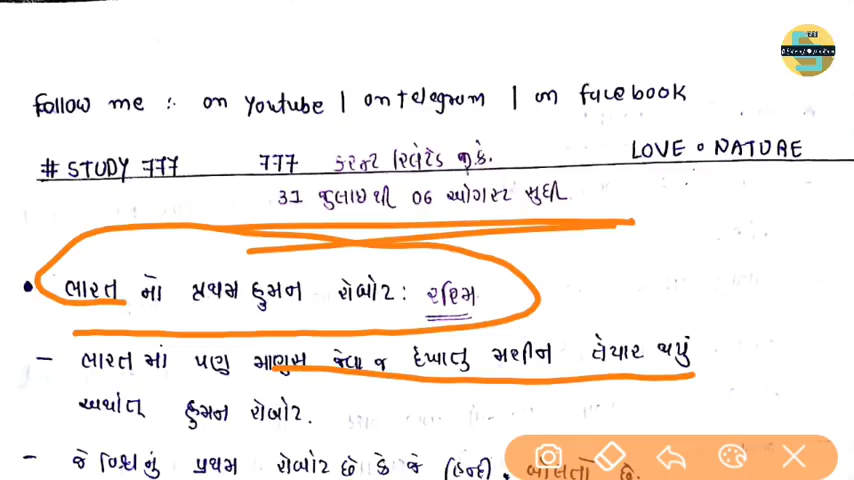 Follow me :- on Youtube | on telegram | on facebook
# STUDY 777 777 કરન્ટ રિલેટેડ જી.કે. LOVE • NATURE
31 જુલાઇ થી 06 ઓગસ્ટ સુધી
• ભારત નો પ્રથમ હુમન રોબોટ : રશ્મિ
– ભારત માં પણ માણસ જેવા જ દેખાતુ મશીન તૈયાર થયું
અર્થાત્ હુમન રોબોટ.
– જે વિશ્વનું પ્રથમ રોબોટ છે કે જે હિન્દી બોલતો છે.